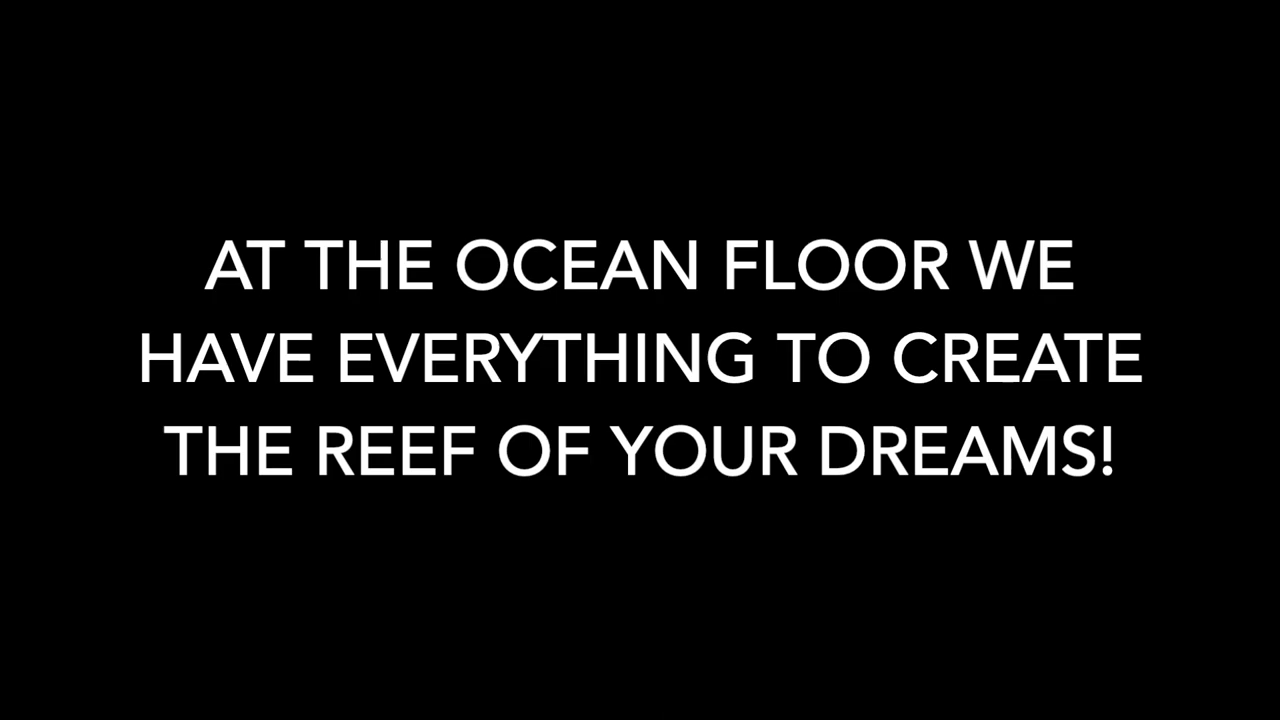 AT THE OCEAN FLOOR WE
HAVE EVERYTHING TO CREATE
THE REEF OF YOUR DREAMS!